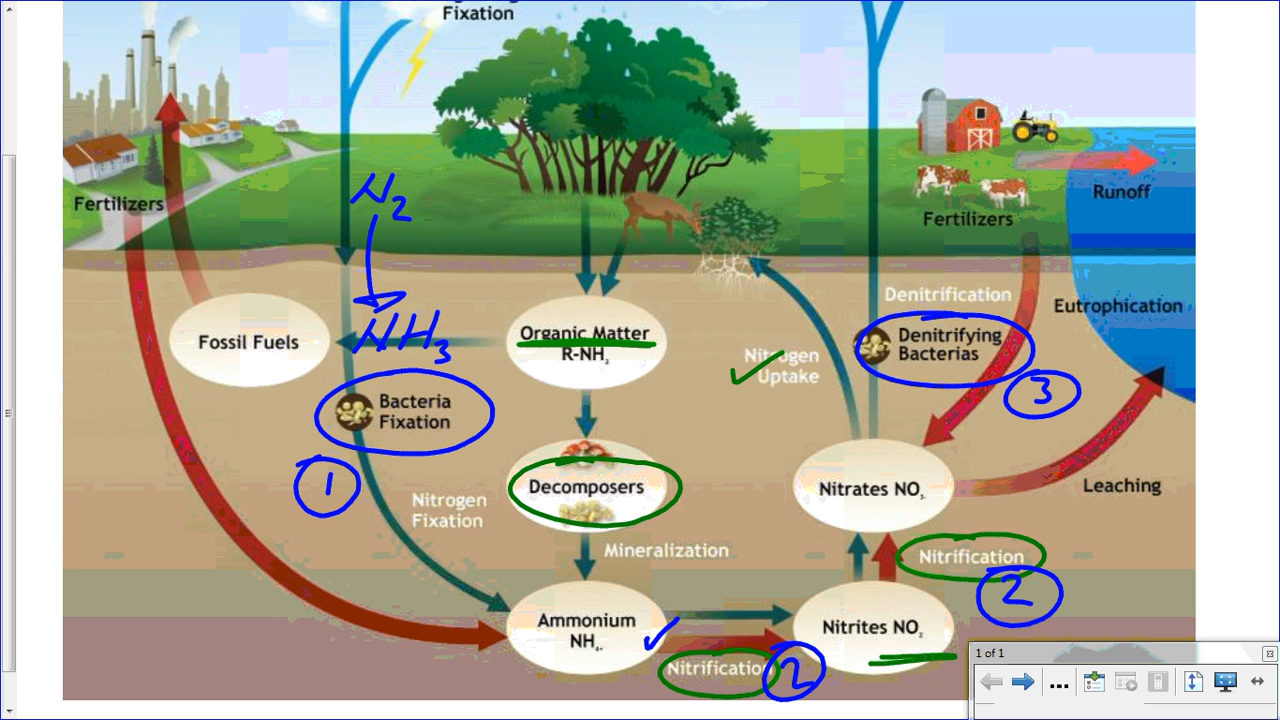 Fixation
N2
NH3
Fertilizers
Runoff
Fertilizers
Fossil Fuels
Organic Matter
R-NH2
Denitrification
Denitrifying
Bacterias
3
Eutrophication
Nitrogen
Uptake
Bacteria
Fixation
1
Decomposers
Nitrates NO3-
Leaching
Nitrogen
Fixation
Mineralization
Nitrification
2
Ammonium
NH4+
Nitrites NO2-
Nitrification
2
1 of 1